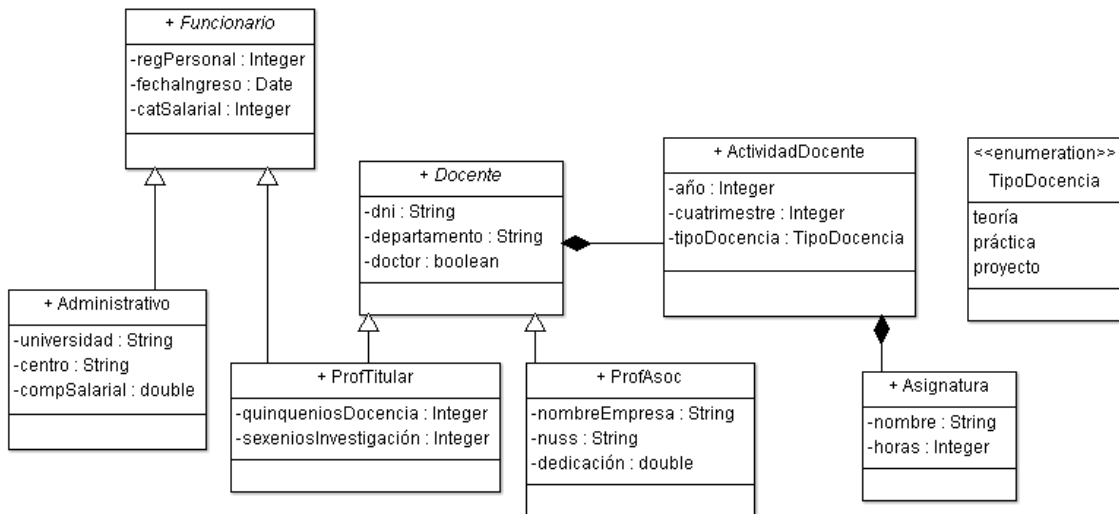 + Funcionario
-regPersonal : Integer
-fechaIngreso : Date
-catSalarial : Integer
+ Docente
-dni : String
-departamento : String
-doctor : boolean
+ ActividadDocente
-año : Integer
-cuatrimestre : Integer
-tipoDocencia : TipoDocencia
<<enumeration>>
TipoDocencia
teoría
práctica
proyecto
+ Administrativo
-universidad : String
-centro : String
-compSalarial : double
+ ProfTitular
-quinqueniosDocencia : Integer
-sexeniosInvestigación : Integer
+ ProfAsoc
-nombreEmpresa : String
-nuss : String
-dedicación : double
+ Asignatura
-nombre : String
-horas : Integer